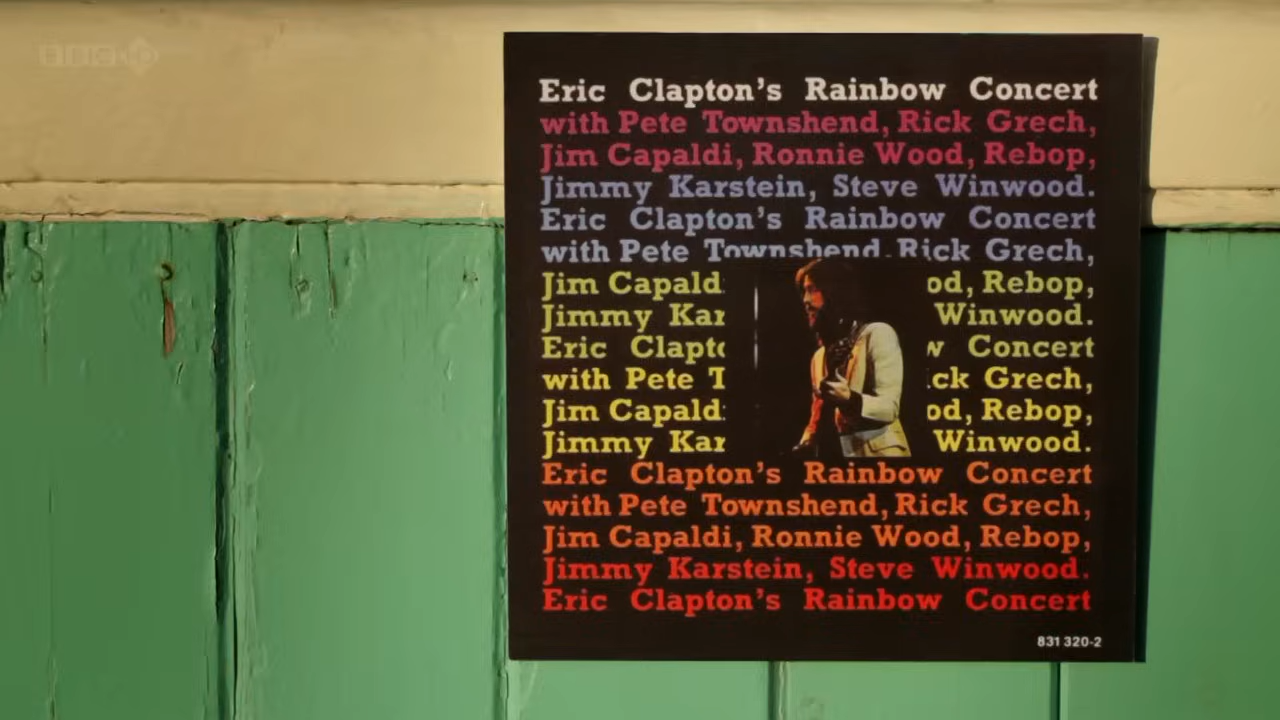 BBC HD
Eric Clapton's Rainbow Concert
with Pete Townshend, Rick Grech,
Jim Capaldi, Ronnie Wood, Rebop,
Jimmy Karstein, Steve Winwood.
Eric Clapton's Rainbow Concert
with Pete Townshend, Rick Grech,
Jim Capald od, Rebop,
Jimmy Kar Winwood.
Eric Clapt w Concert
with Pete T ick Grech,
Jim Capald od, Rebop,
Jimmy Kar Winwood.
Eric Clapton's Rainbow Concert
with Pete Townshend, Rick Grech,
Jim Capaldi, Ronnie Wood, Rebop,
Jimmy Karstein, Steve Winwood.
Eric Clapton's Rainbow Concert
831 320-2